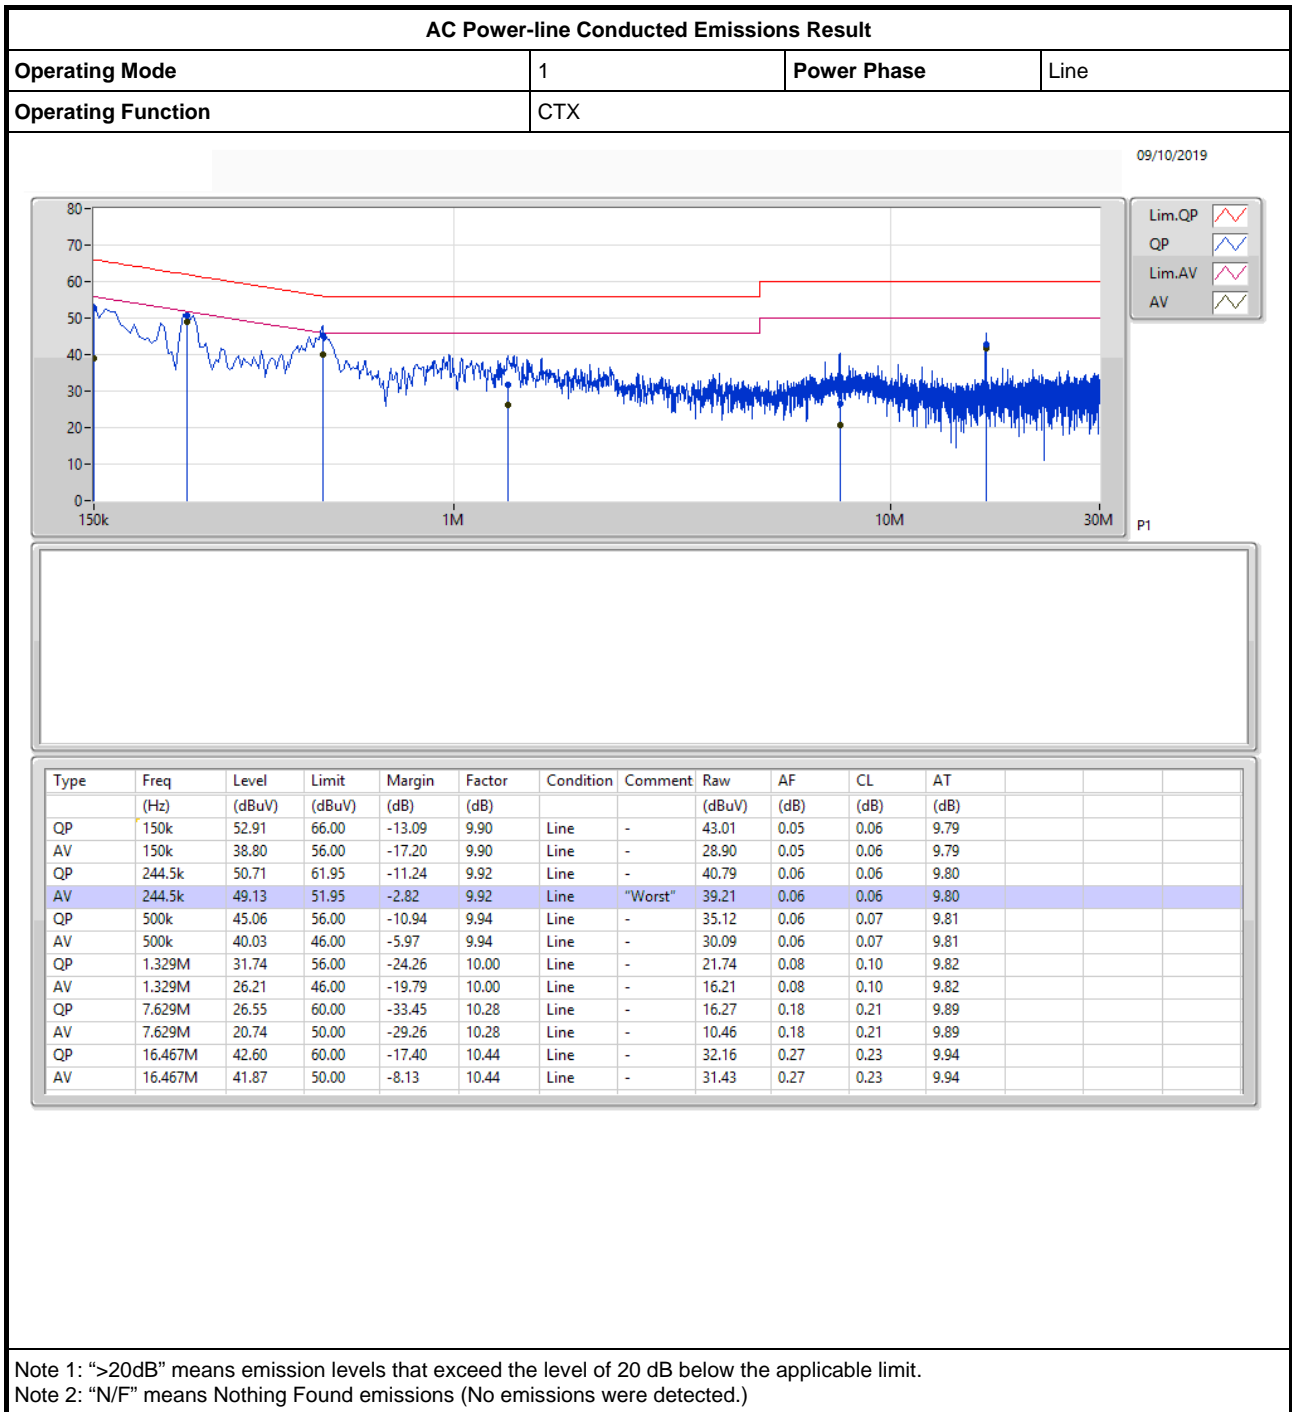 AC Power-line Conducted Emissions Result
Operating Mode 1 Power Phase Line
Operating Function CTX
09/10/2019
80
70
60
50
40
30
20
10
0
150k 1M 10M 30M
Lim.QP
QP
Lim.AV
AV
P1
Type Freq Level Limit Margin Factor Condition Comment Raw AF CL AT
(Hz) (dBuV) (dBuV) (dB) (dB) (dBuV) (dB) (dB) (dB)
QP 150k 52.91 66.00 -13.09 9.90 Line - 43.01 0.05 0.06 9.79
AV 150k 38.80 56.00 -17.20 9.90 Line - 28.90 0.05 0.06 9.79
QP 244.5k 50.71 61.95 -11.24 9.92 Line - 40.79 0.06 0.06 9.80
AV 244.5k 49.13 51.95 -2.82 9.92 Line "Worst" 39.21 0.06 0.06 9.80
QP 500k 45.06 56.00 -10.94 9.94 Line - 35.12 0.06 0.07 9.81
AV 500k 40.03 46.00 -5.97 9.94 Line - 30.09 0.06 0.07 9.81
QP 1.329M 31.74 56.00 -24.26 10.00 Line - 21.74 0.08 0.10 9.82
AV 1.329M 26.21 46.00 -19.79 10.00 Line - 16.21 0.08 0.10 9.82
QP 7.629M 26.55 60.00 -33.45 10.28 Line - 16.27 0.18 0.21 9.89
AV 7.629M 20.74 50.00 -29.26 10.28 Line - 10.46 0.18 0.21 9.89
QP 16.467M 42.60 60.00 -17.40 10.44 Line - 32.16 0.27 0.23 9.94
AV 16.467M 41.87 50.00 -8.13 10.44 Line - 31.43 0.27 0.23 9.94
Note 1: “>20dB” means emission levels that exceed the level of 20 dB below the applicable limit.
Note 2: “N/F” means Nothing Found emissions (No emissions were detected.)